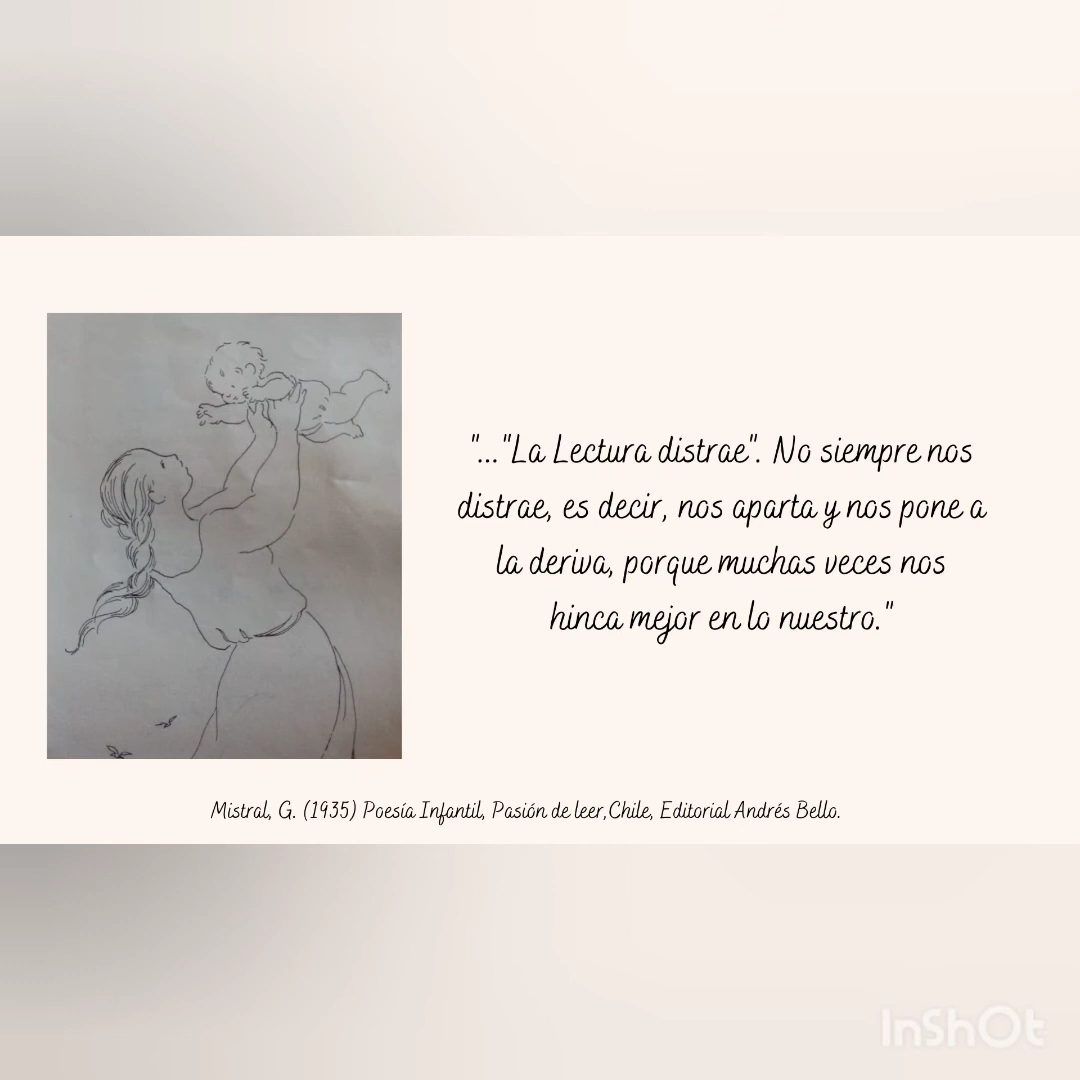 "..."La Lectura distrae". No siempre nos
distrae, es decir, nos aparta y nos pone a
la deriva, porque muchas veces nos
hinca mejor en lo nuestro."
Mistral, G. (1935) Poesía Infantil, Pasión de leer,Chile, Editorial Andrés Bello.
InShOt